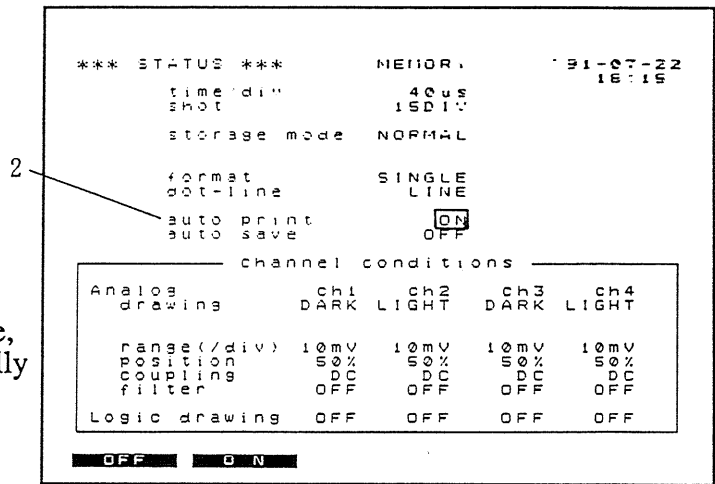 *** STATUS *** MEMORY '91-07-22
18:15
time/div 40us
shot 15DIV
storage mode NORMAL
format SINGLE
dot-line LINE
2
auto print ON
auto save OFF
Channel conditions
Analog ch1 ch2 ch3 ch4
drawing DARK LIGHT DARK LIGHT
range(/div) 10mV 10mV 10mV 10mV
position 50% 50% 50% 50%
coupling DC DC DC DC
filter OFF OFF OFF OFF
Logic drawing OFF OFF OFF OFF
OFF ON